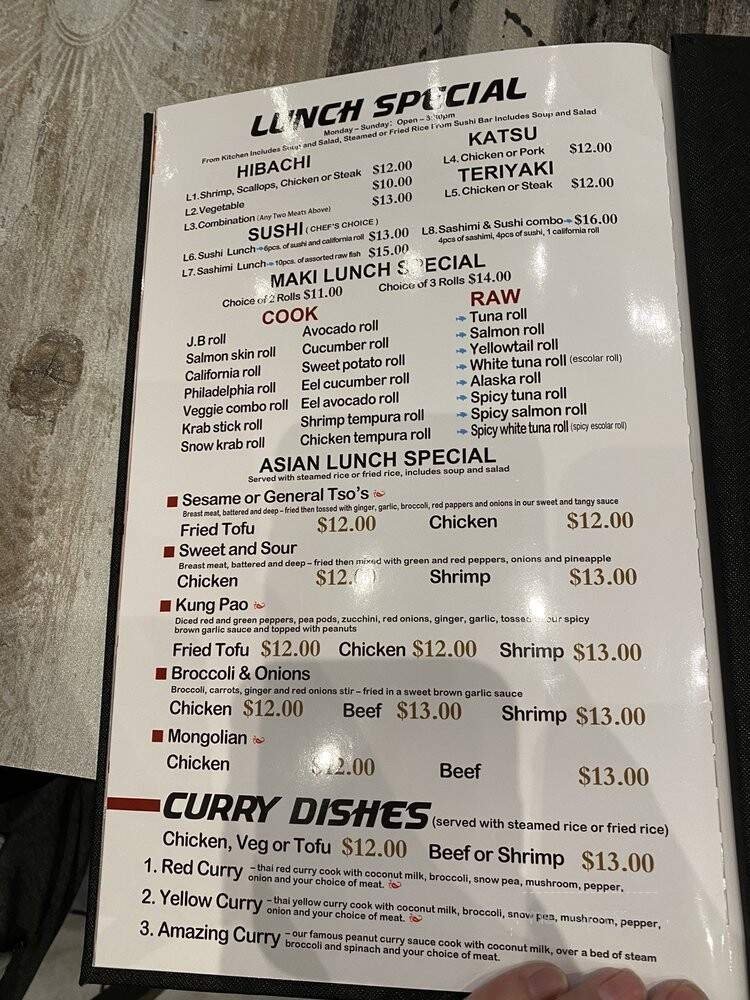 LUNCH SPECIAL
Monday - Sunday: Open - 3: pm
From Kitchen Includes Soup and Salad, Steamed or Fried Rice From Sushi Bar Includes Soup and Salad
HIBACHI
L1.Shrimp, Scallops, Chicken or Steak $12.00
L2.Vegetable $10.00
L3.Combination (Any Two Meats Above) $13.00
KATSU
L4.Chicken or Pork $12.00
TERIYAKI
L5.Chicken or Steak $12.00
SUSHI (CHEF'S CHOICE)
L6.Sushi Lunch 6pcs. of sushi and california roll $13.00
L7.Sashimi Lunch 10pcs. of assorted raw fish $15.00
L8.Sashimi & Sushi combo $16.00
4pcs of sashimi, 4pcs of sushi, 1 california roll
MAKI LUNCH SPECIAL
Choice of 2 Rolls $11.00 Choice of 3 Rolls $14.00
COOK
J.B roll
Salmon skin roll
California roll
Philadelphia roll
Veggie combo roll
Krab stick roll
Snow krab roll
Avocado roll
Cucumber roll
Sweet potato roll
Eel cucumber roll
Eel avocado roll
Shrimp tempura roll
Chicken tempura roll
RAW
Tuna roll
Salmon roll
Yellowtail roll
White tuna roll (escolar roll)
Alaska roll
Spicy tuna roll
Spicy salmon roll
Spicy white tuna roll (spicy escolar roll)
ASIAN LUNCH SPECIAL
Served with steamed rice or fried rice, includes soup and salad
Sesame or General Tso's
Breast meat, battered and deep - fried then tossed with ginger, garlic, broccoli, red pappers and onions in our sweet and tangy sauce
Fried Tofu $12.00 Chicken $12.00
Sweet and Sour
Breast meat, battered and deep - fried then mixed with green and red peppers, onions and pineapple
Chicken $12. Shrimp $13.00
Kung Pao
Diced red and green peppers, pea pods, zucchini, red onions, ginger, garlic, tossed our spicy
brown garlic sauce and topped with peanuts
Fried Tofu $12.00 Chicken $12.00 Shrimp $13.00
Broccoli & Onions
Broccoli, carrots, ginger and red onions stir - fried in a sweet brown garlic sauce
Chicken $12.00 Beef $13.00 Shrimp $13.00
Mongolian
Chicken $12.00 Beef $13.00
CURRY DISHES (served with steamed rice or fried rice)
Chicken, Veg or Tofu $12.00 Beef or Shrimp $13.00
1. Red Curry - thai red curry cook with coconut milk, broccoli, snow pea, mushroom, pepper,
onion and your choice of meat.
2. Yellow Curry - thai yellow curry cook with coconut milk, broccoli, snow pea, mushroom, pepper,
onion and your choice of meat.
3. Amazing Curry - our famous peanut curry sauce cook with coconut milk, over a bed of steam
broccoli and spinach and your choice of meat.